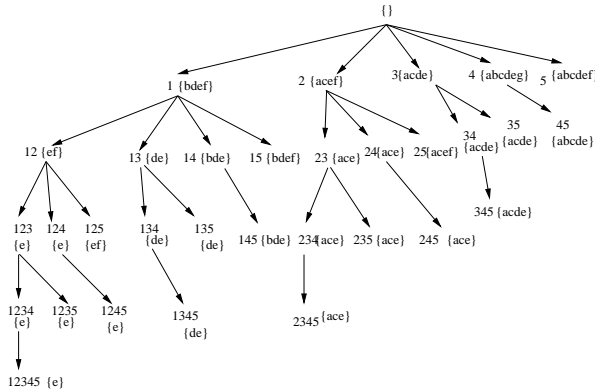 {}
1 {bdef}
2 {acef}
3{acde}
4 {abcdeg}
5 {abcdef}
12 {ef}
13 {de}
14 {bde}
15 {bdef}
23 {ace}
24{ace}
25{acef}
34 {acde}
35 {acde}
45 {abcde}
123 {e}
124 {e}
125 {ef}
134 {de}
135 {de}
145 {bde}
234{ace}
235 {ace}
245 {ace}
345 {acde}
1234 {e}
1235 {e}
1245 {e}
1345 {de}
2345 {ace}
12345 {e}